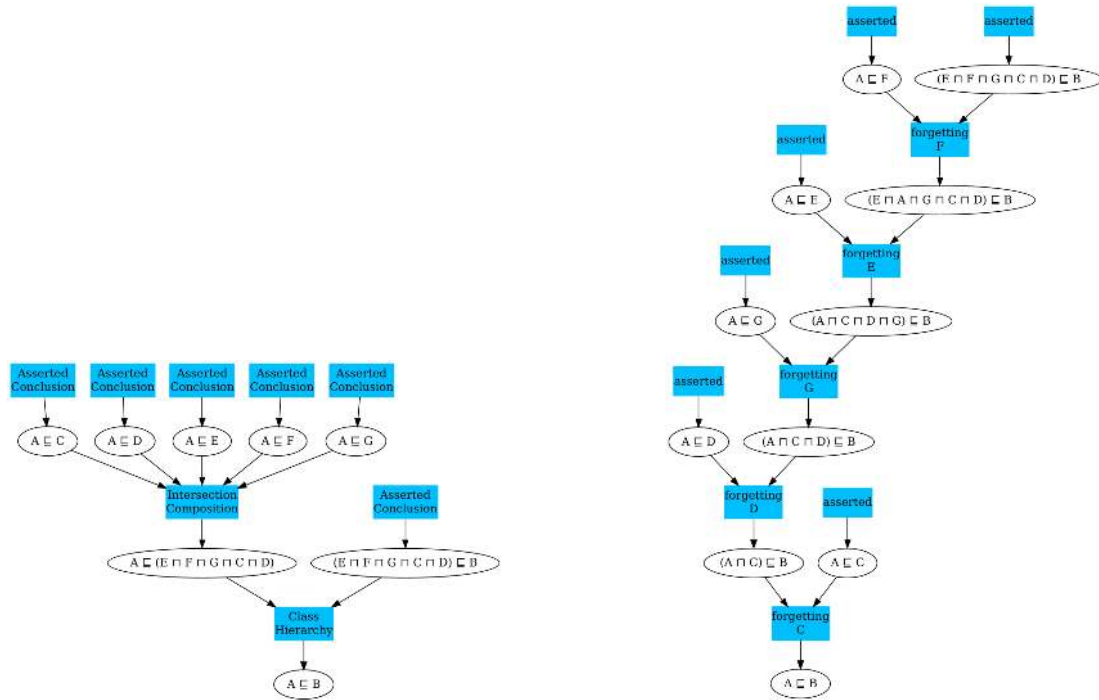 asserted
asserted
A ⊑ F
(E ⊓ F ⊓ G ⊓ C ⊓ D) ⊑ B
asserted
forgetting
F
A ⊑ E
(E ⊓ A ⊓ G ⊓ C ⊓ D) ⊑ B
asserted
forgetting
E
A ⊑ G
(A ⊓ C ⊓ D ⊓ G) ⊑ B
asserted
forgetting
G
A ⊑ D
(A ⊓ C ⊓ D) ⊑ B
forgetting
D
asserted
(A ⊓ C) ⊑ B
A ⊑ C
forgetting
C
A ⊑ B
Asserted
Conclusion
Asserted
Conclusion
Asserted
Conclusion
Asserted
Conclusion
Asserted
Conclusion
A ⊑ C
A ⊑ D
A ⊑ E
A ⊑ F
A ⊑ G
Intersection
Composition
Asserted
Conclusion
A ⊑ (E ⊓ F ⊓ G ⊓ C ⊓ D)
(E ⊓ F ⊓ G ⊓ C ⊓ D) ⊑ B
Class
Hierarchy
A ⊑ B